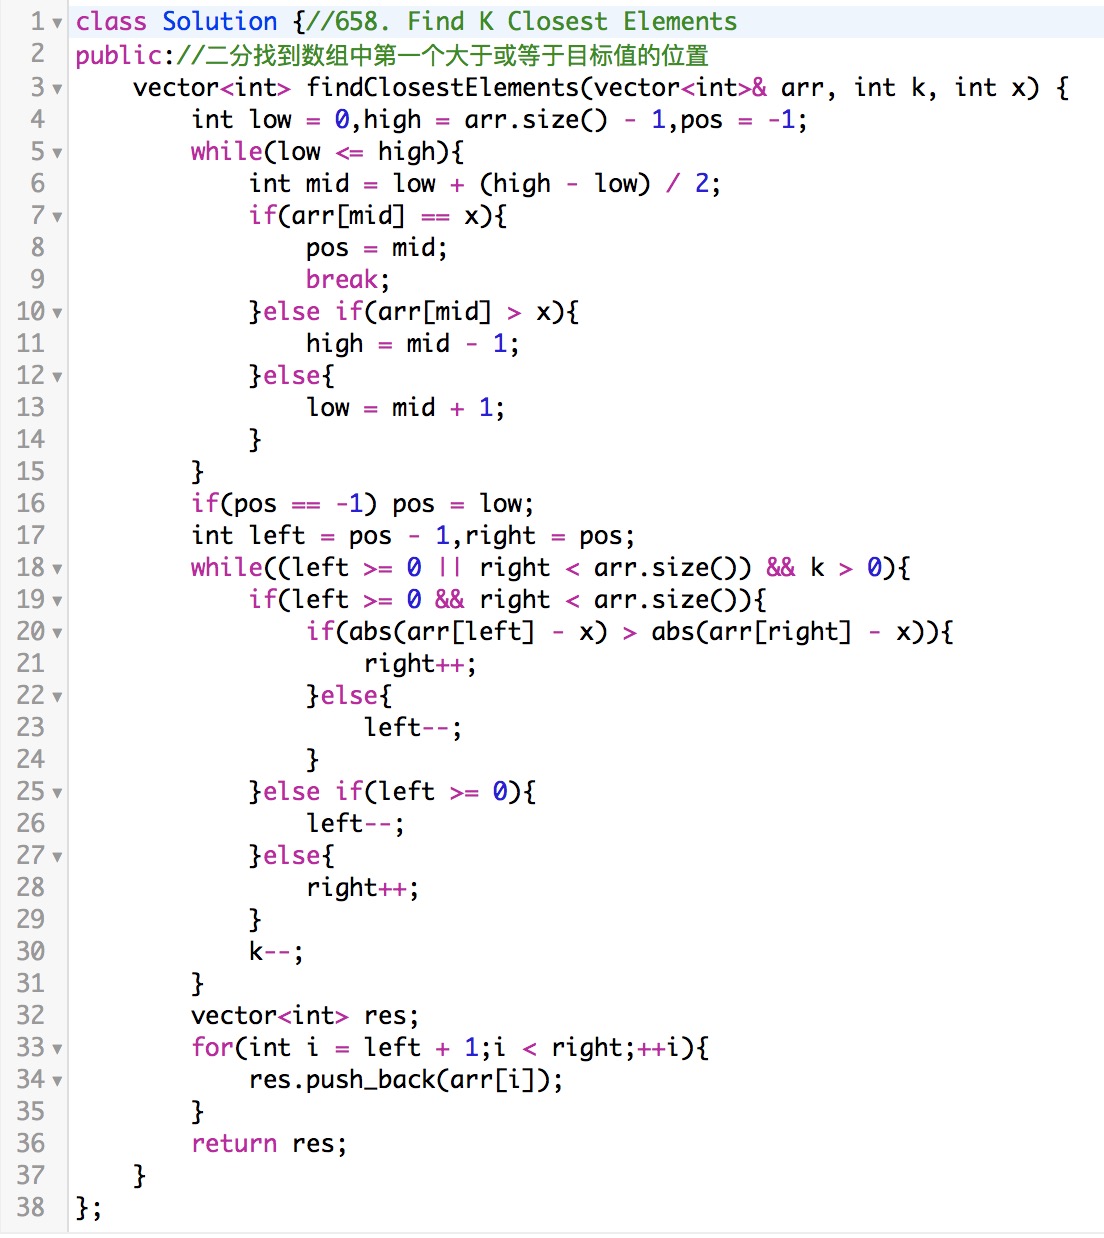 1 class Solution {//658. Find K Closest Elements
2 public://二分找到数组中第一个大于或等于目标值的位置
3     vector<int> findClosestElements(vector<int>& arr, int k, int x) {
4         int low = 0,high = arr.size() - 1,pos = -1;
5         while(low <= high){
6             int mid = low + (high - low) / 2;
7             if(arr[mid] == x){
8                 pos = mid;
9                 break;
10             }else if(arr[mid] > x){
11                 high = mid - 1;
12             }else{
13                 low = mid + 1;
14             }
15         }
16         if(pos == -1) pos = low;
17         int left = pos - 1,right = pos;
18         while((left >= 0 || right < arr.size()) && k > 0){
19             if(left >= 0 && right < arr.size()){
20                 if(abs(arr[left] - x) > abs(arr[right] - x)){
21                     right++;
22                 }else{
23                     left--;
24                 }
25             }else if(left >= 0){
26                 left--;
27             }else{
28                 right++;
29             }
30             k--;
31         }
32         vector<int> res;
33         for(int i = left + 1;i < right;++i){
34             res.push_back(arr[i]);
35         }
36         return res;
37     }
38 };